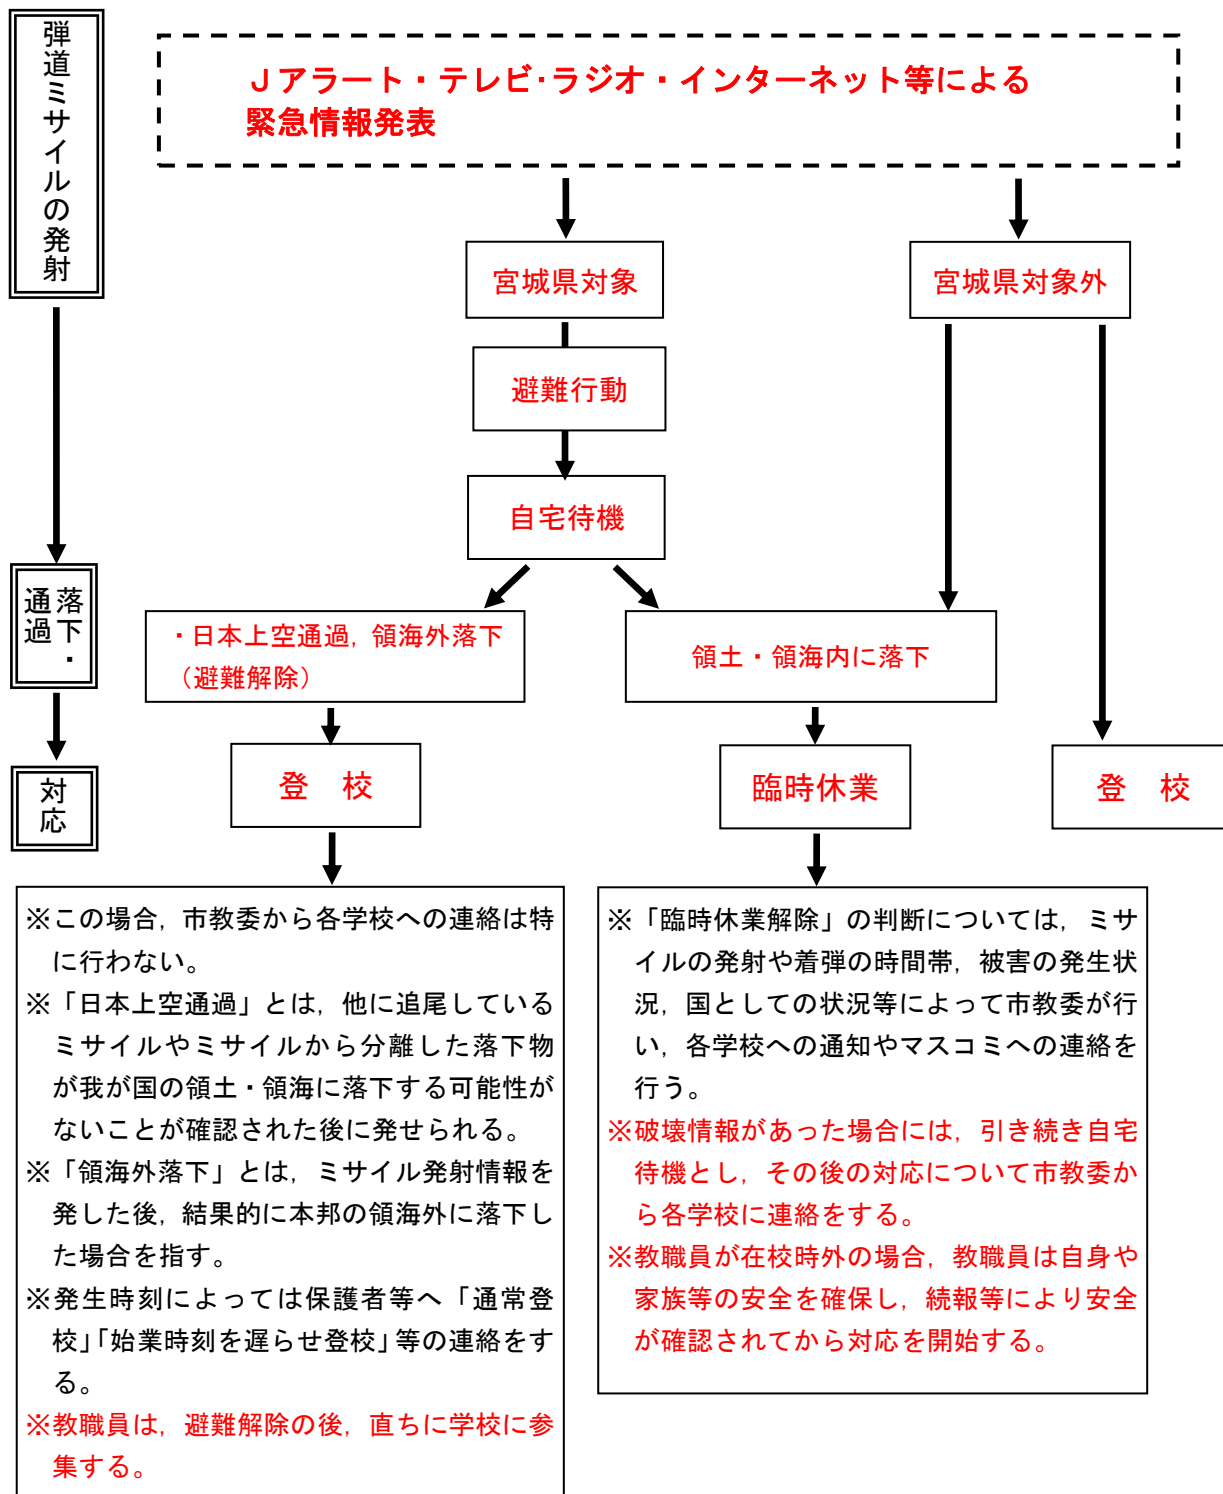 弾道ミサイルの発射
Jアラート・テレビ・ラジオ・インターネット等による
緊急情報発表
宮城県対象
宮城県対象外
避難行動
自宅待機
落下・
通過
・日本上空通過，領海外落下
（避難解除）
領土・領海内に落下
対応
登　校
臨時休業
登　校
※この場合，市教委から各学校への連絡は特
に行わない。
※「日本上空通過」とは，他に追尾している
ミサイルやミサイルから分離した落下物
が我が国の領土・領海に落下する可能性が
ないことが確認された後に発せられる。
※「領海外落下」とは，ミサイル発射情報を
発した後，結果的に本邦の領海外に落下し
た場合を指す。
※発生時刻によっては保護者等へ「通常登
校」「始業時刻を遅らせ登校」等の連絡をす
る。
※教職員は，避難解除の後，直ちに学校に参
集する。
※「臨時休業解除」の判断については，ミサ
イルの発射や着弾の時間帯，被害の発生状
況，国としての状況等によって市教委が行
い，各学校への通知やマスコミへの連絡を
行う。
※破壊情報があった場合には，引き続き自宅
待機とし，その後の対応について市教委か
ら各学校に連絡をする。
※教職員が在校時外の場合，教職員は自身や
家族等の安全を確保し，続報等により安全
が確認されてから対応を開始する。